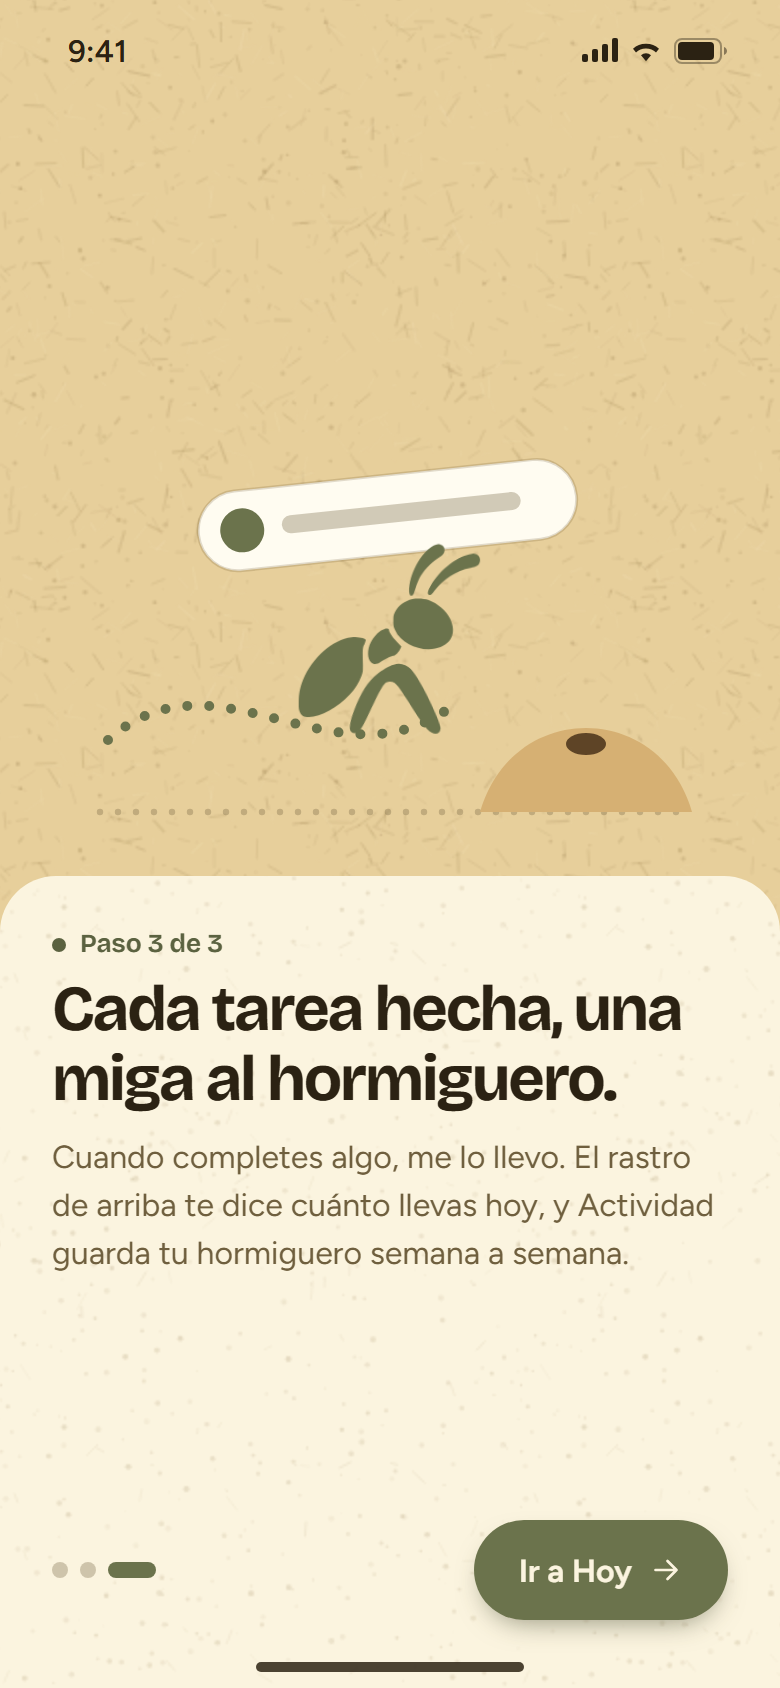 9:41
Paso 3 de 3
Cada tarea hecha, una
miga al hormiguero.
Cuando completes algo, me lo llevo. El rastro
de arriba te dice cuánto llevas hoy, y Actividad
guarda tu hormiguero semana a semana.
Ir a Hoy →